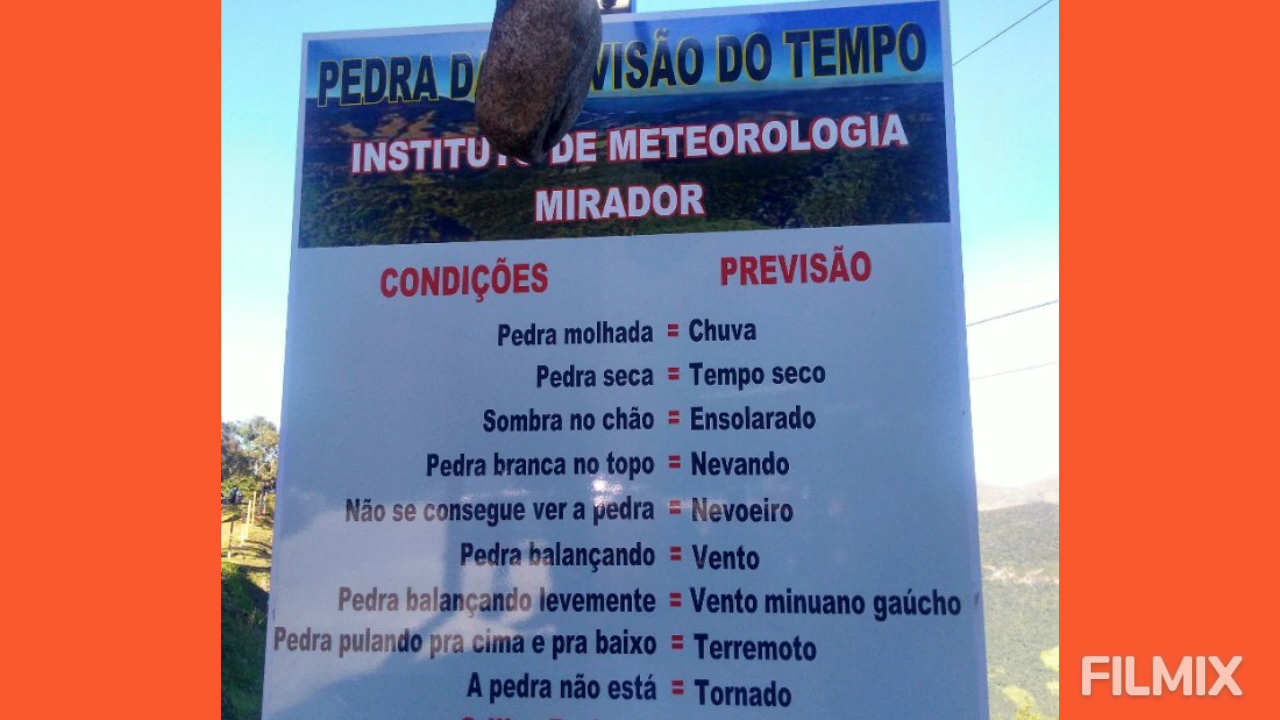 PEDRA DA VISÃO DO TEMPO
INSTITUTO DE METEOROLOGIA
MIRADOR
CONDIÇÕES PREVISÃO
Pedra molhada = Chuva
Pedra seca = Tempo seco
Sombra no chão = Ensolarado
Pedra branca no topo = Nevando
Não se consegue ver a pedra = Nevoeiro
Pedra balançando = Vento
Pedra balançando levemente = Vento minuano gaúcho
Pedra pulando pra cima e pra baixo = Terremoto
A pedra não está = Tornado
FILMIX